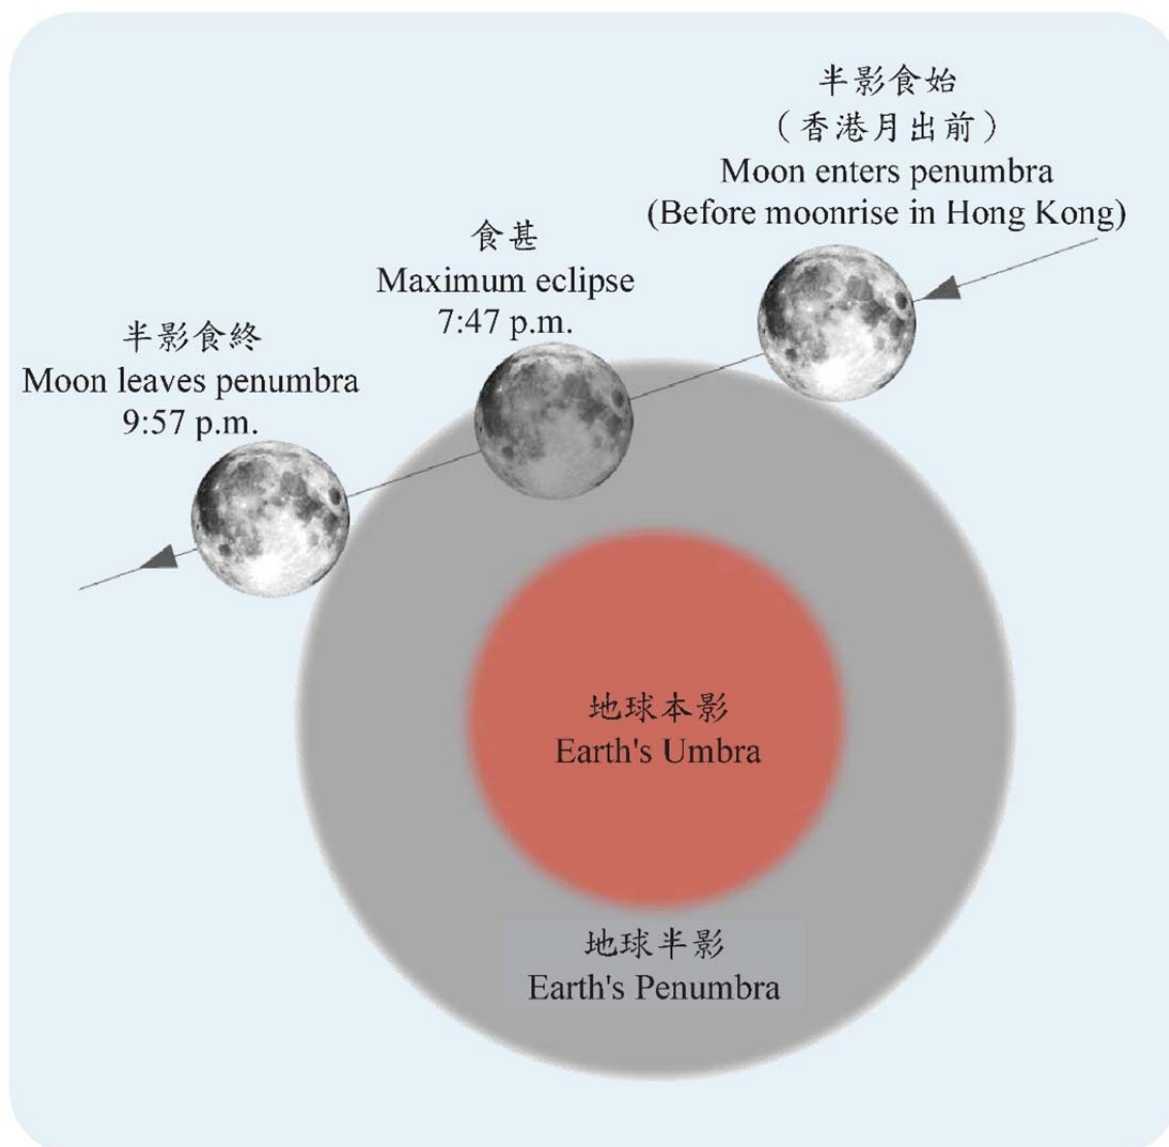 半影食始
（香港月出前）
Moon enters penumbra
(Before moonrise in Hong Kong)
食甚
Maximum eclipse
7:47 p.m.
半影食終
Moon leaves penumbra
9:57 p.m.
地球本影
Earth's Umbra
地球半影
Earth's Penumbra